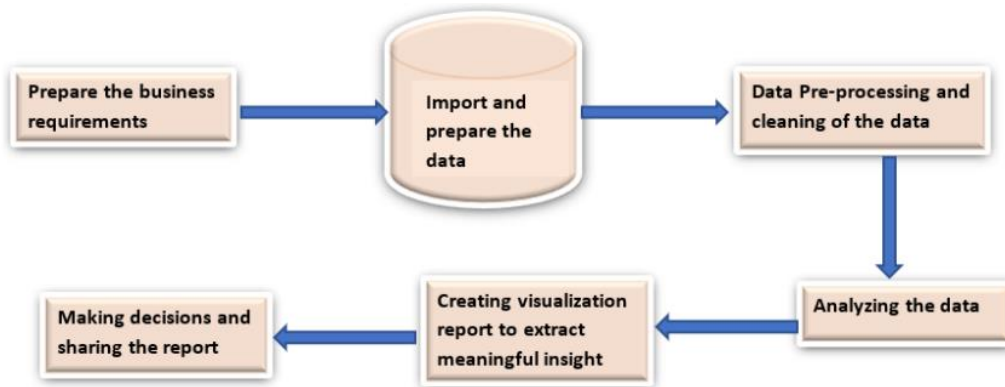 Prepare the business
requirements
Import and
prepare the
data
Data Pre-processing and
cleaning of the data
Analyzing the data
Creating visualization
report to extract
meaningful insight
Making decisions and
sharing the report